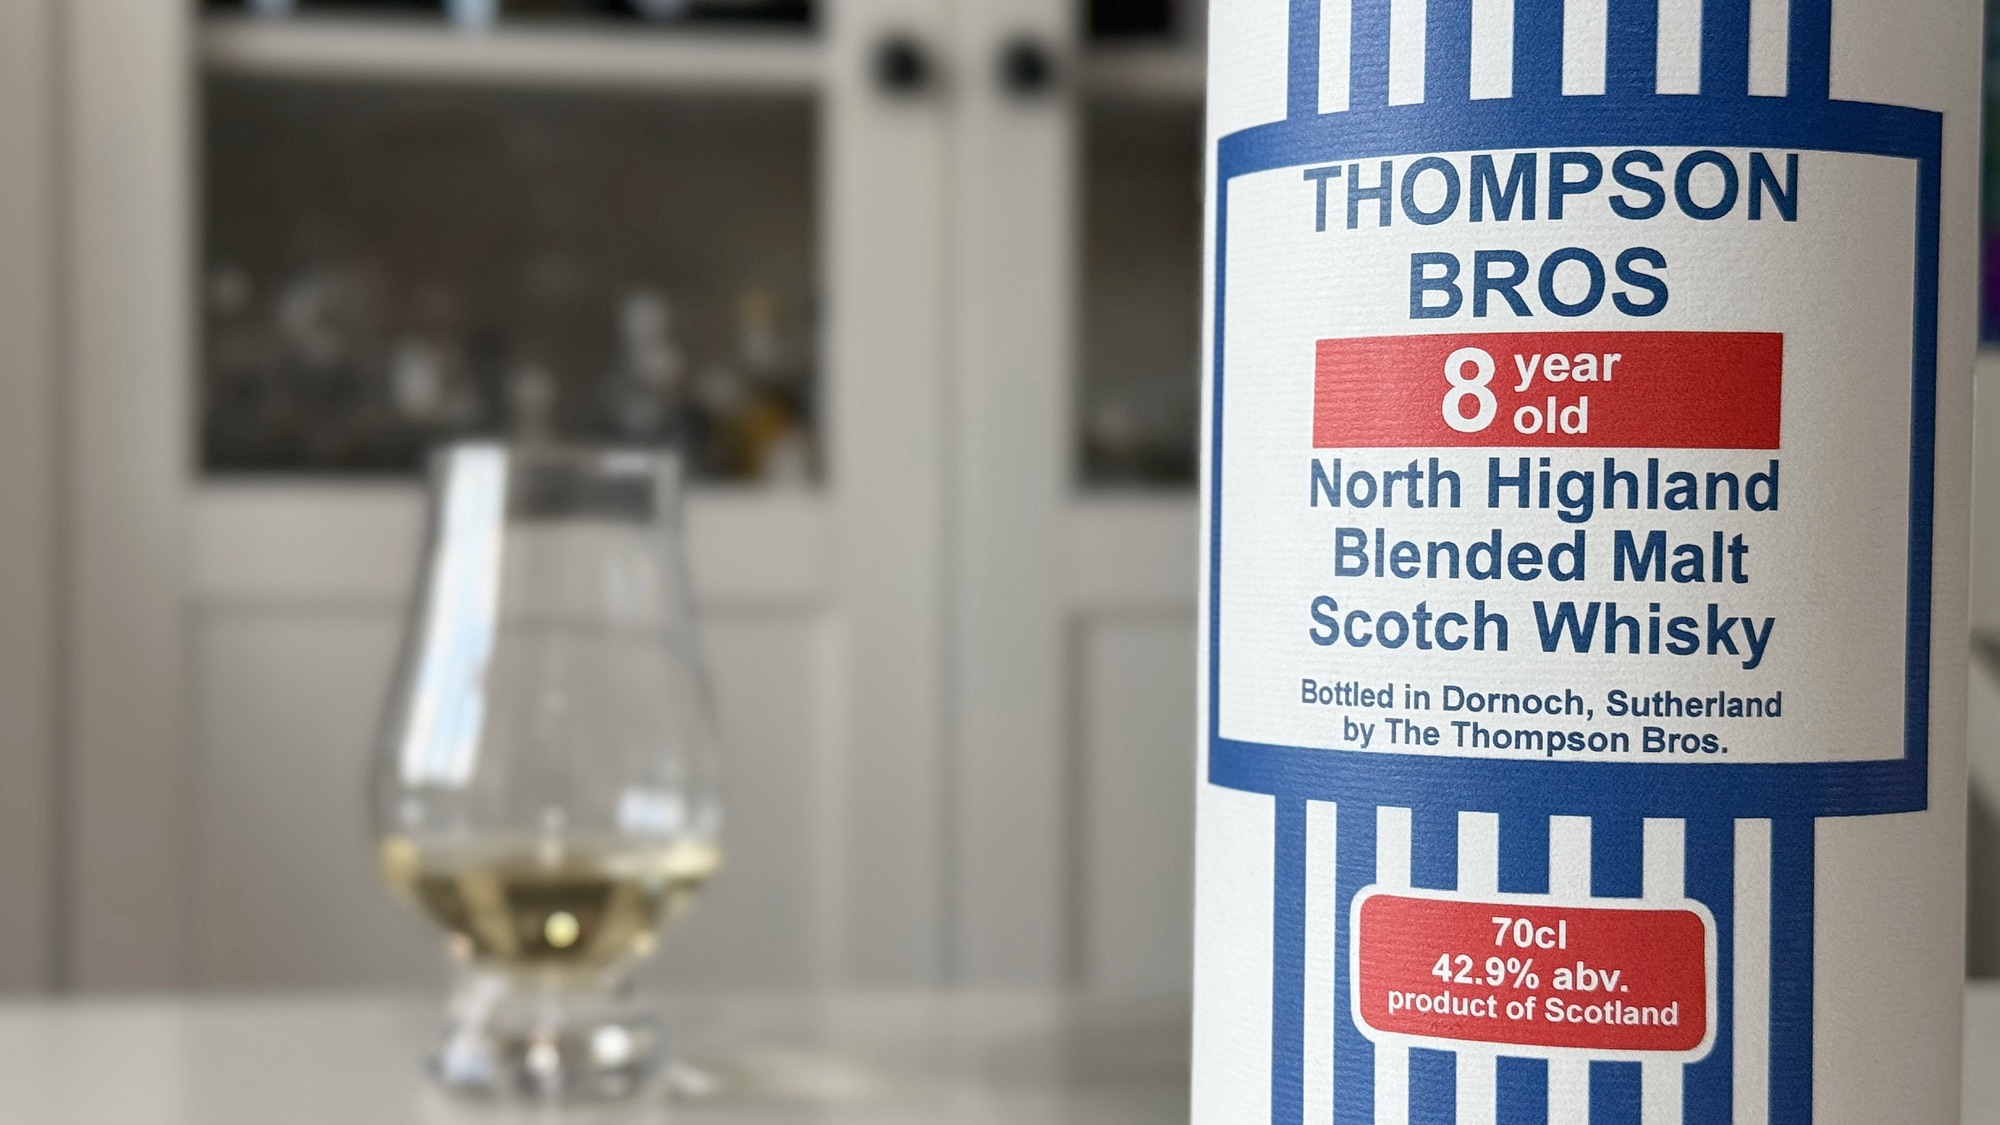 THOMPSON
BROS
8 year
old
North Highland
Blended Malt
Scotch Whisky
Bottled in Dornoch, Sutherland
by The Thompson Bros.
70cl
42.9% abv.
product of Scotland